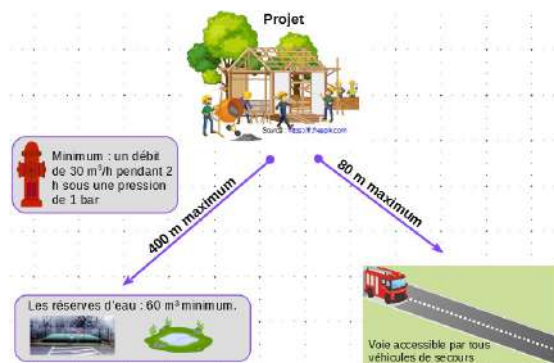 Projet
Source : https://fr.freepik.com
Minimum : un débit
de 30 m³/h pendant 2
h sous une pression
de 1 bar
400 m maximum
80 m maximum
Les réserves d'eau : 60 m³ minimum.
Voie accessible par tous
véhicules de secours